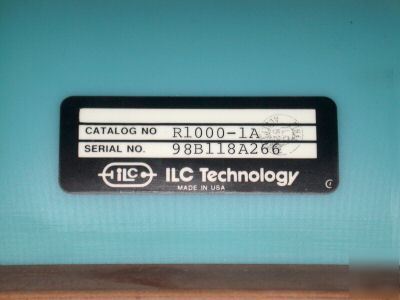 CATALOG NO R1000-1A
SERIAL NO. 98B118A266
ILC ILC Technology
MADE IN USA